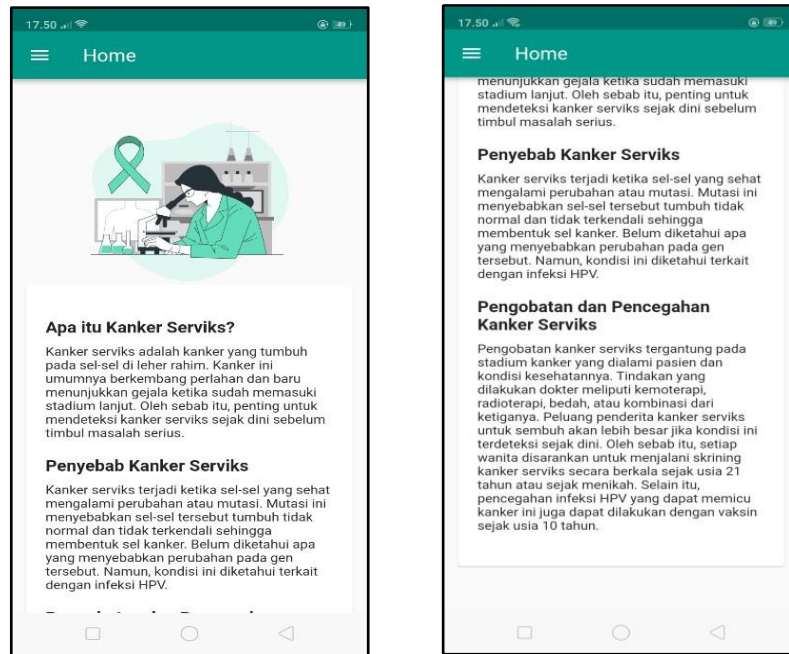 17.50
49
Home
Apa itu Kanker Serviks?
Kanker serviks adalah kanker yang tumbuh
pada sel-sel di leher rahim. Kanker ini
umumnya berkembang perlahan dan baru
menunjukkan gejala ketika sudah memasuki
stadium lanjut. Oleh sebab itu, penting untuk
mendeteksi kanker serviks sejak dini sebelum
timbul masalah serius.
Penyebab Kanker Serviks
Kanker serviks terjadi ketika sel-sel yang sehat
mengalami perubahan atau mutasi. Mutasi ini
menyebabkan sel-sel tersebut tumbuh tidak
normal dan tidak terkendali sehingga
membentuk sel kanker. Belum diketahui apa
yang menyebabkan perubahan pada gen
tersebut. Namun, kondisi ini diketahui terkait
dengan infeksi HPV.
17.50
49
Home
menunjukkan gejala ketika sudah memasuki
stadium lanjut. Oleh sebab itu, penting untuk
mendeteksi kanker serviks sejak dini sebelum
timbul masalah serius.
Penyebab Kanker Serviks
Kanker serviks terjadi ketika sel-sel yang sehat
mengalami perubahan atau mutasi. Mutasi ini
menyebabkan sel-sel tersebut tumbuh tidak
normal dan tidak terkendali sehingga
membentuk sel kanker. Belum diketahui apa
yang menyebabkan perubahan pada gen
tersebut. Namun, kondisi ini diketahui terkait
dengan infeksi HPV.
Pengobatan dan Pencegahan
Kanker Serviks
Pengobatan kanker serviks tergantung pada
stadium kanker yang dialami pasien dan
kondisi kesehatannya. Tindakan yang
dilakukan dokter meliputi kemoterapi,
radioterapi, bedah, atau kombinasi dari
ketiganya. Peluang penderita kanker serviks
untuk sembuh akan lebih besar jika kondisi ini
terdeteksi sejak dini. Oleh sebab itu, setiap
wanita disarankan untuk menjalani skrining
kanker serviks secara berkala sejak usia 21
tahun atau sejak menikah. Selain itu,
pencegahan infeksi HPV yang dapat memicu
kanker ini juga dapat dilakukan dengan vaksin
sejak usia 10 tahun.